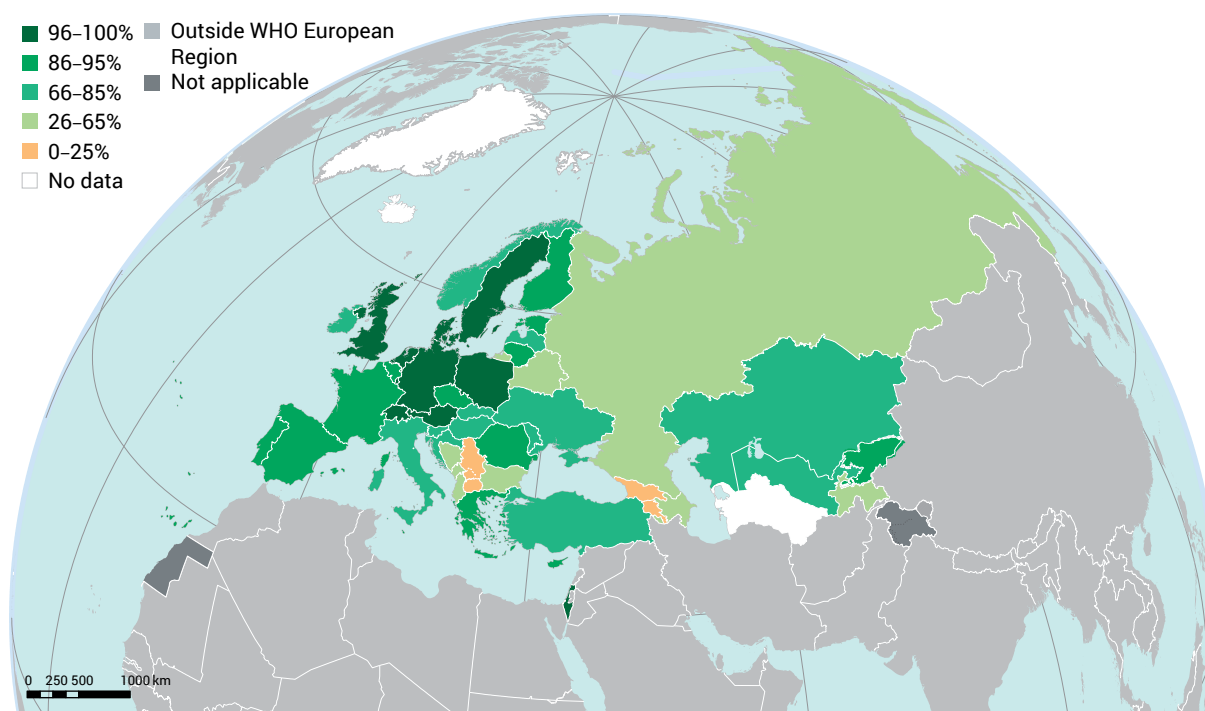 96–100%
86–95%
66–85%
26–65%
0–25%
No data
Outside WHO European
Region
Not applicable
0 250 500 1000 km